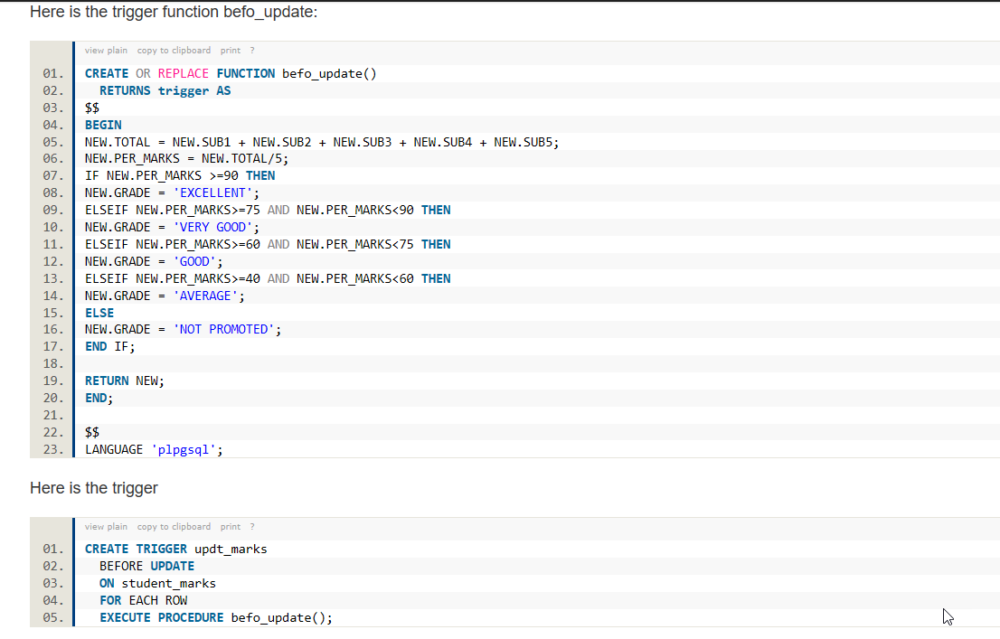 Here is the trigger function befo_update:
view plain copy to clipboard print ?
01. CREATE OR REPLACE FUNCTION befo_update()
02. RETURNS trigger AS
03. $$
04. BEGIN
05. NEW.TOTAL = NEW.SUB1 + NEW.SUB2 + NEW.SUB3 + NEW.SUB4 + NEW.SUB5;
06. NEW.PER_MARKS = NEW.TOTAL/5;
07. IF NEW.PER_MARKS >=90 THEN
08. NEW.GRADE = 'EXCELLENT';
09. ELSEIF NEW.PER_MARKS>=75 AND NEW.PER_MARKS<90 THEN
10. NEW.GRADE = 'VERY GOOD';
11. ELSEIF NEW.PER_MARKS>=60 AND NEW.PER_MARKS<75 THEN
12. NEW.GRADE = 'GOOD';
13. ELSEIF NEW.PER_MARKS>=40 AND NEW.PER_MARKS<60 THEN
14. NEW.GRADE = 'AVERAGE';
15. ELSE
16. NEW.GRADE = 'NOT PROMOTED';
17. END IF;
18.
19. RETURN NEW;
20. END;
21.
22. $$
23. LANGUAGE 'plpgsql';
Here is the trigger
view plain copy to clipboard print ?
01. CREATE TRIGGER updt_marks
02. BEFORE UPDATE
03. ON student_marks
04. FOR EACH ROW
05. EXECUTE PROCEDURE befo_update();